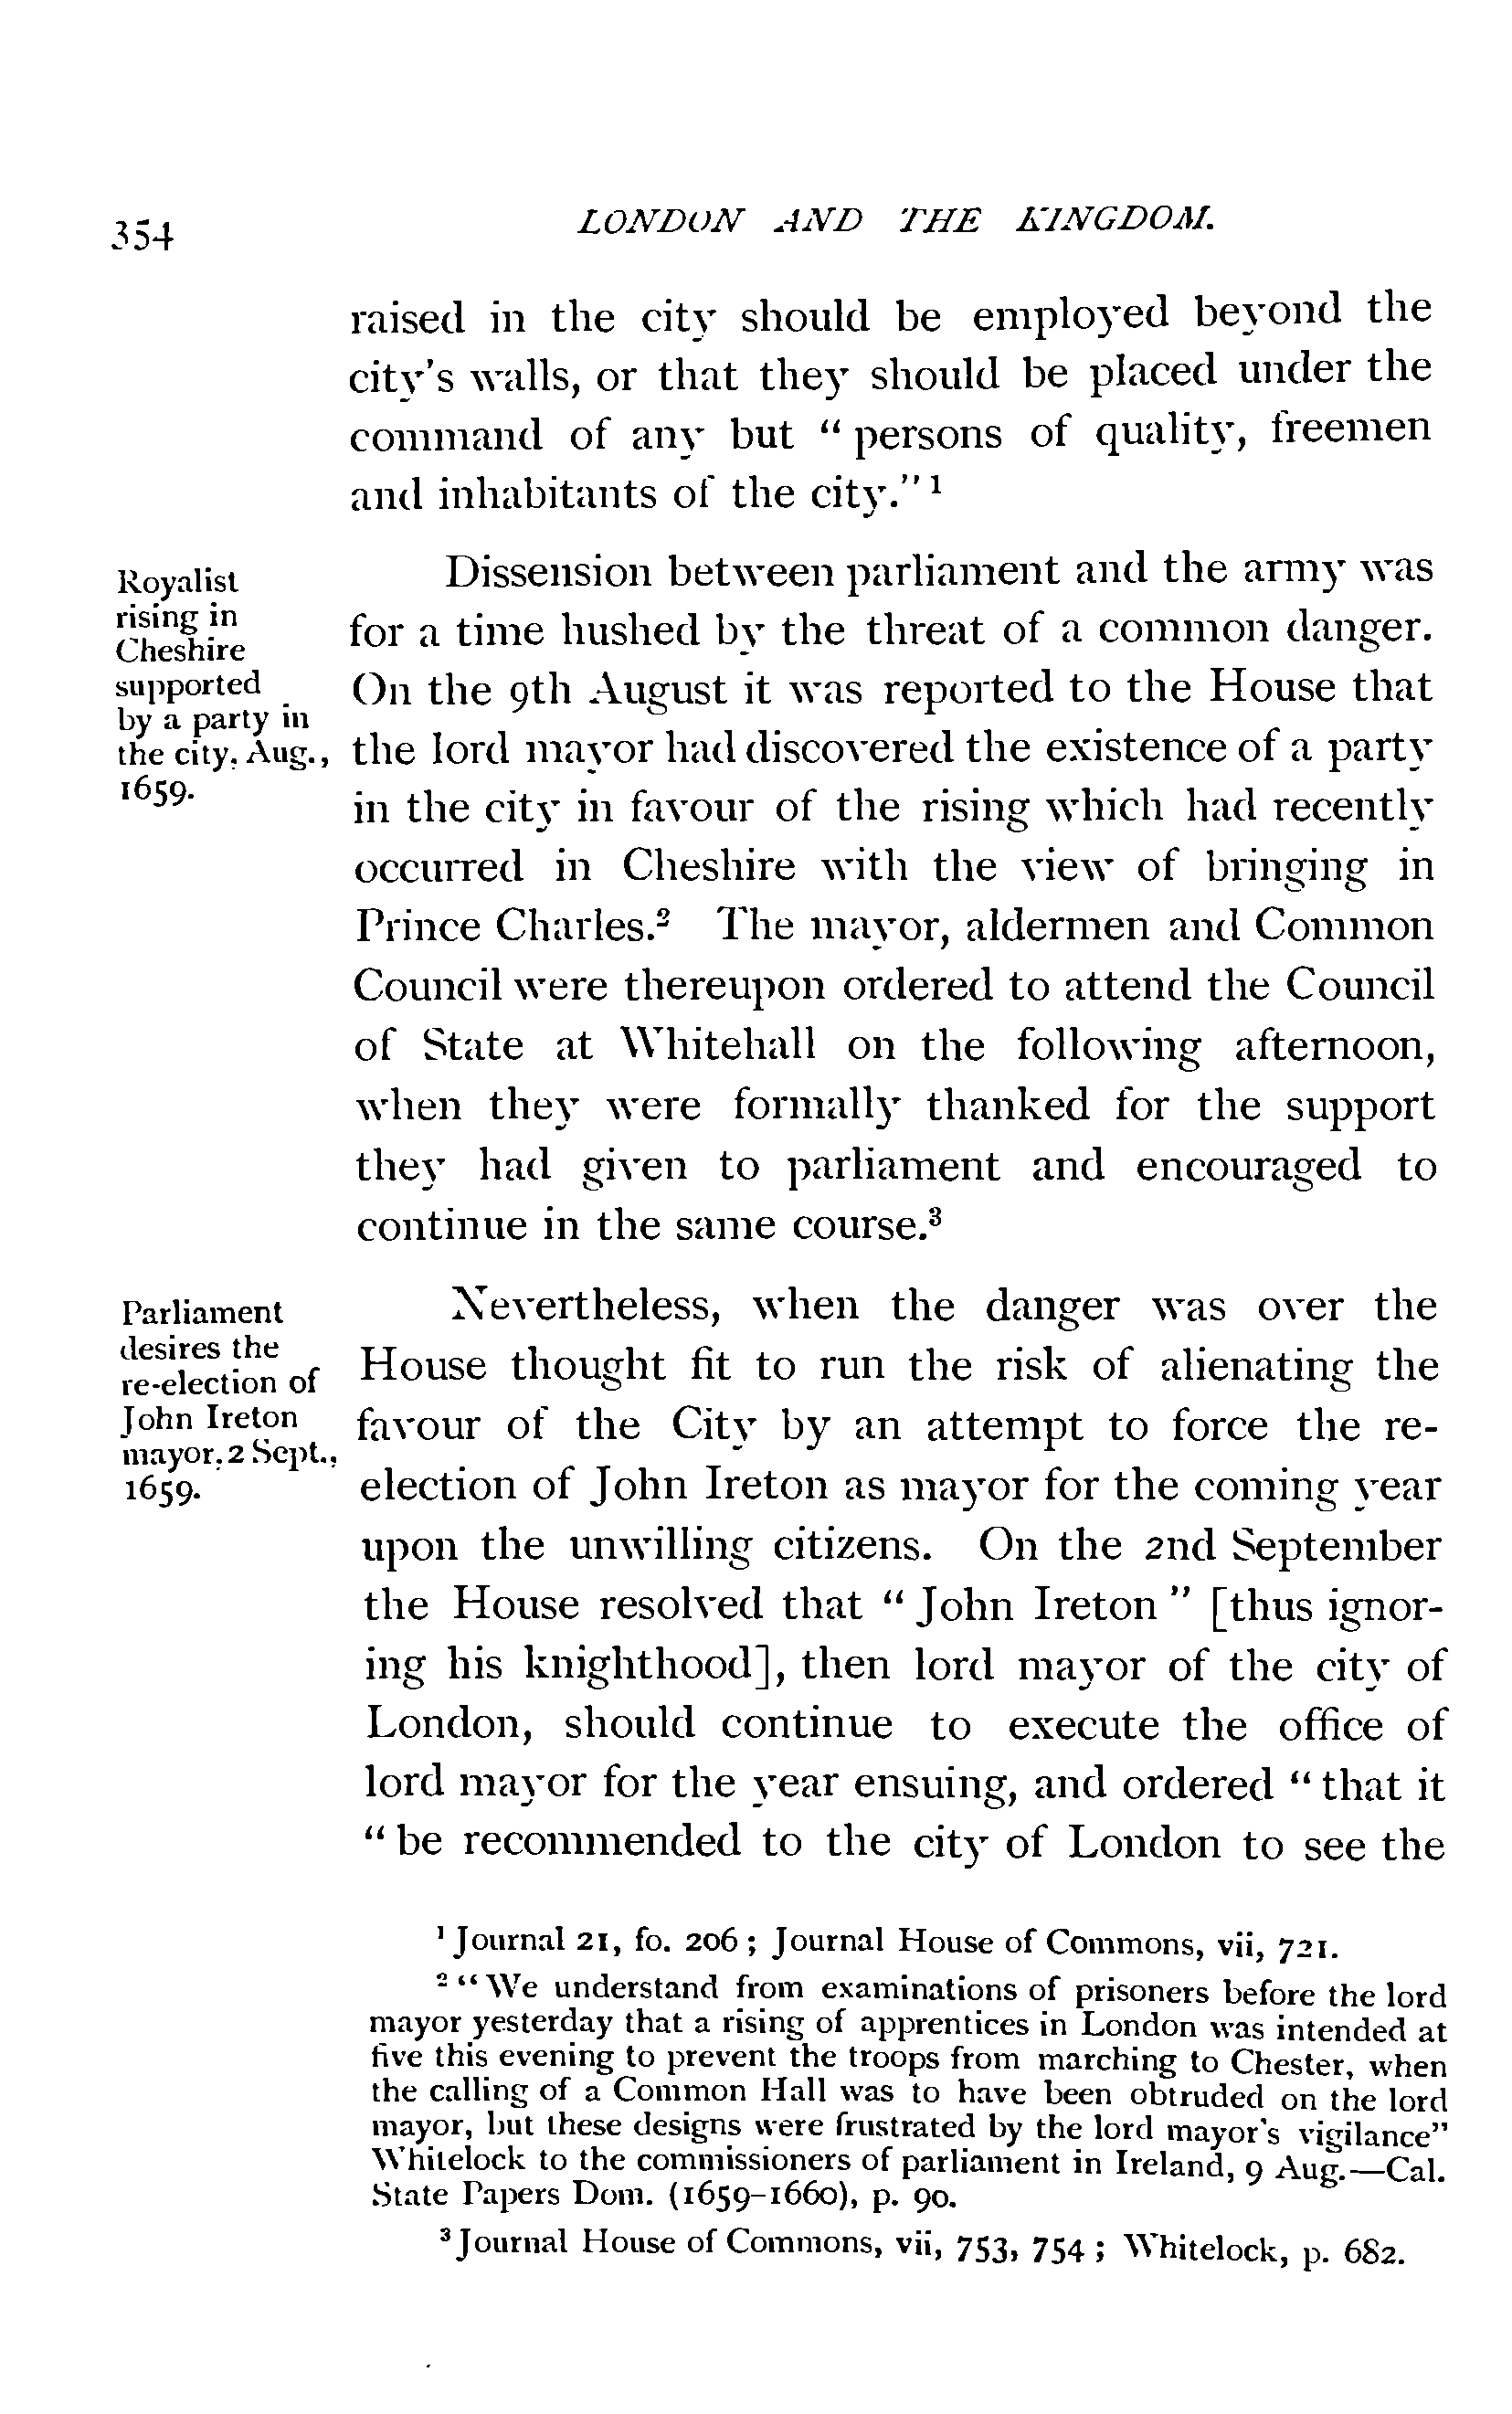 354
LONDON AND THE KINGDOM.
raised in the city should be employed beyond the
city's walls, or that they should be placed under the
command of any but “ persons of quality, freemen
and inhabitants of the city.”¹
Royalist
rising in
Cheshire
supported
by a party in
the city, Aug.,
1659.
Dissension between parliament and the army was
for a time hushed by the threat of a common danger.
On the 9th August it was reported to the House that
the lord mayor had discovered the existence of a party
in the city in favour of the rising which had recently
occurred in Cheshire with the view of bringing in
Prince Charles.² The mayor, aldermen and Common
Council were thereupon ordered to attend the Council
of State at Whitehall on the following afternoon,
when they were formally thanked for the support
they had given to parliament and encouraged to
continue in the same course.³
Parliament
desires the
re-election of
John Ireton
mayor, 2 Sept.,
1659.
Nevertheless, when the danger was over the
House thought fit to run the risk of alienating the
favour of the City by an attempt to force the re-
election of John Ireton as mayor for the coming year
upon the unwilling citizens. On the 2nd September
the House resolved that “ John Ireton ” [thus ignor-
ing his knighthood], then lord mayor of the city of
London, should continue to execute the office of
lord mayor for the year ensuing, and ordered “ that it
“ be recommended to the city of London to see the
¹ Journal 21, fo. 206 ; Journal House of Commons, vii, 721.
² “ We understand from examinations of prisoners before the lord
mayor yesterday that a rising of apprentices in London was intended at
five this evening to prevent the troops from marching to Chester, when
the calling of a Common Hall was to have been obtruded on the lord
mayor, but these designs were frustrated by the lord mayor's vigilance”
Whitelock to the commissioners of parliament in Ireland, 9 Aug.—Cal.
State Papers Dom. (1659–1660), p. 90.
³ Journal House of Commons, vii, 753, 754 ; Whitelock, p. 682.